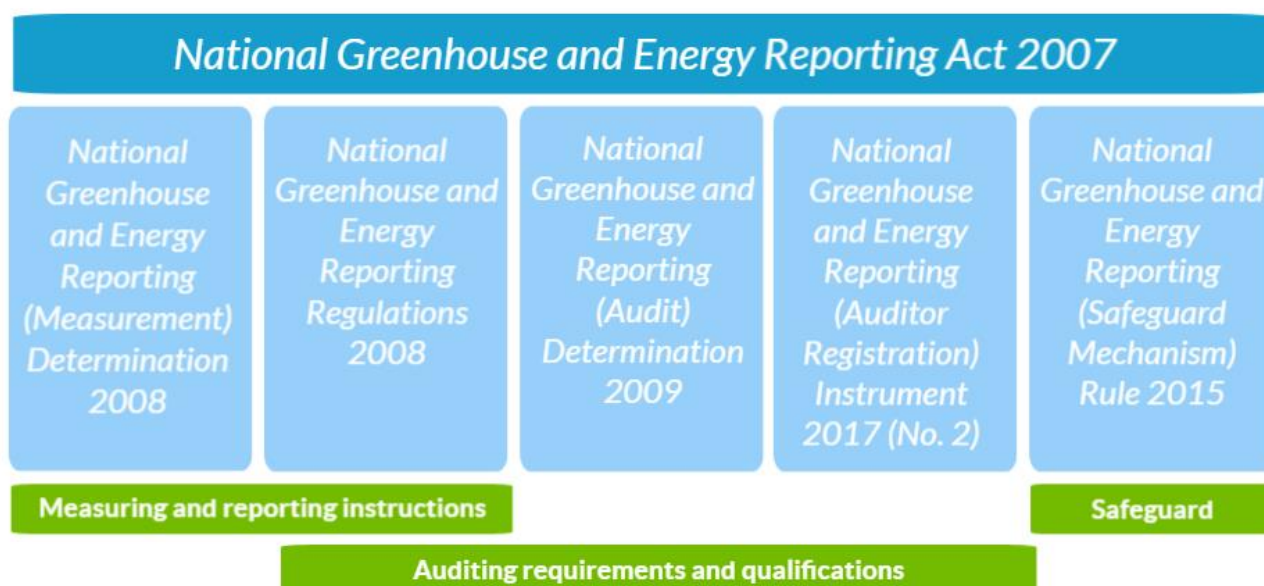 National Greenhouse and Energy Reporting Act 2007
National
Greenhouse
and Energy
Reporting
(Measurement)
Determination
2008
National
Greenhouse and
Energy
Reporting
Regulations
2008
National
Greenhouse and
Energy
Reporting
(Audit)
Determination
2009
National
Greenhouse
and Energy
Reporting
(Auditor
Registration)
Instrument
2017 (No. 2)
National
Greenhouse and
Energy
Reporting
(Safeguard
Mechanism)
Rule 2015
Measuring and reporting instructions
Safeguard
Auditing requirements and qualifications